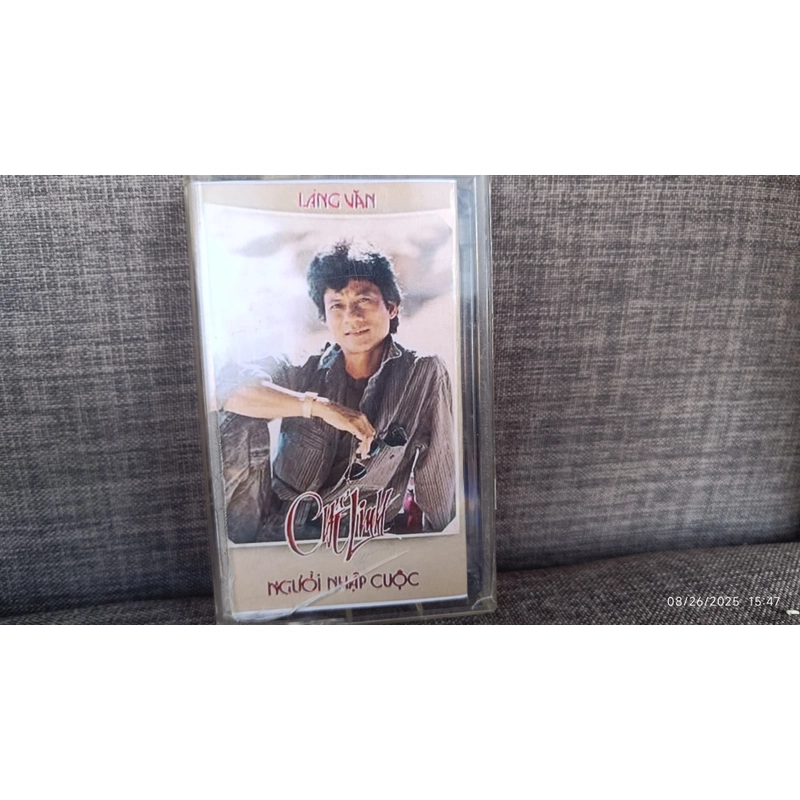 LÀNG VĂN
Chế Linh
NGƯỜI NHẬP CUỘC
08/26/2025 15:47